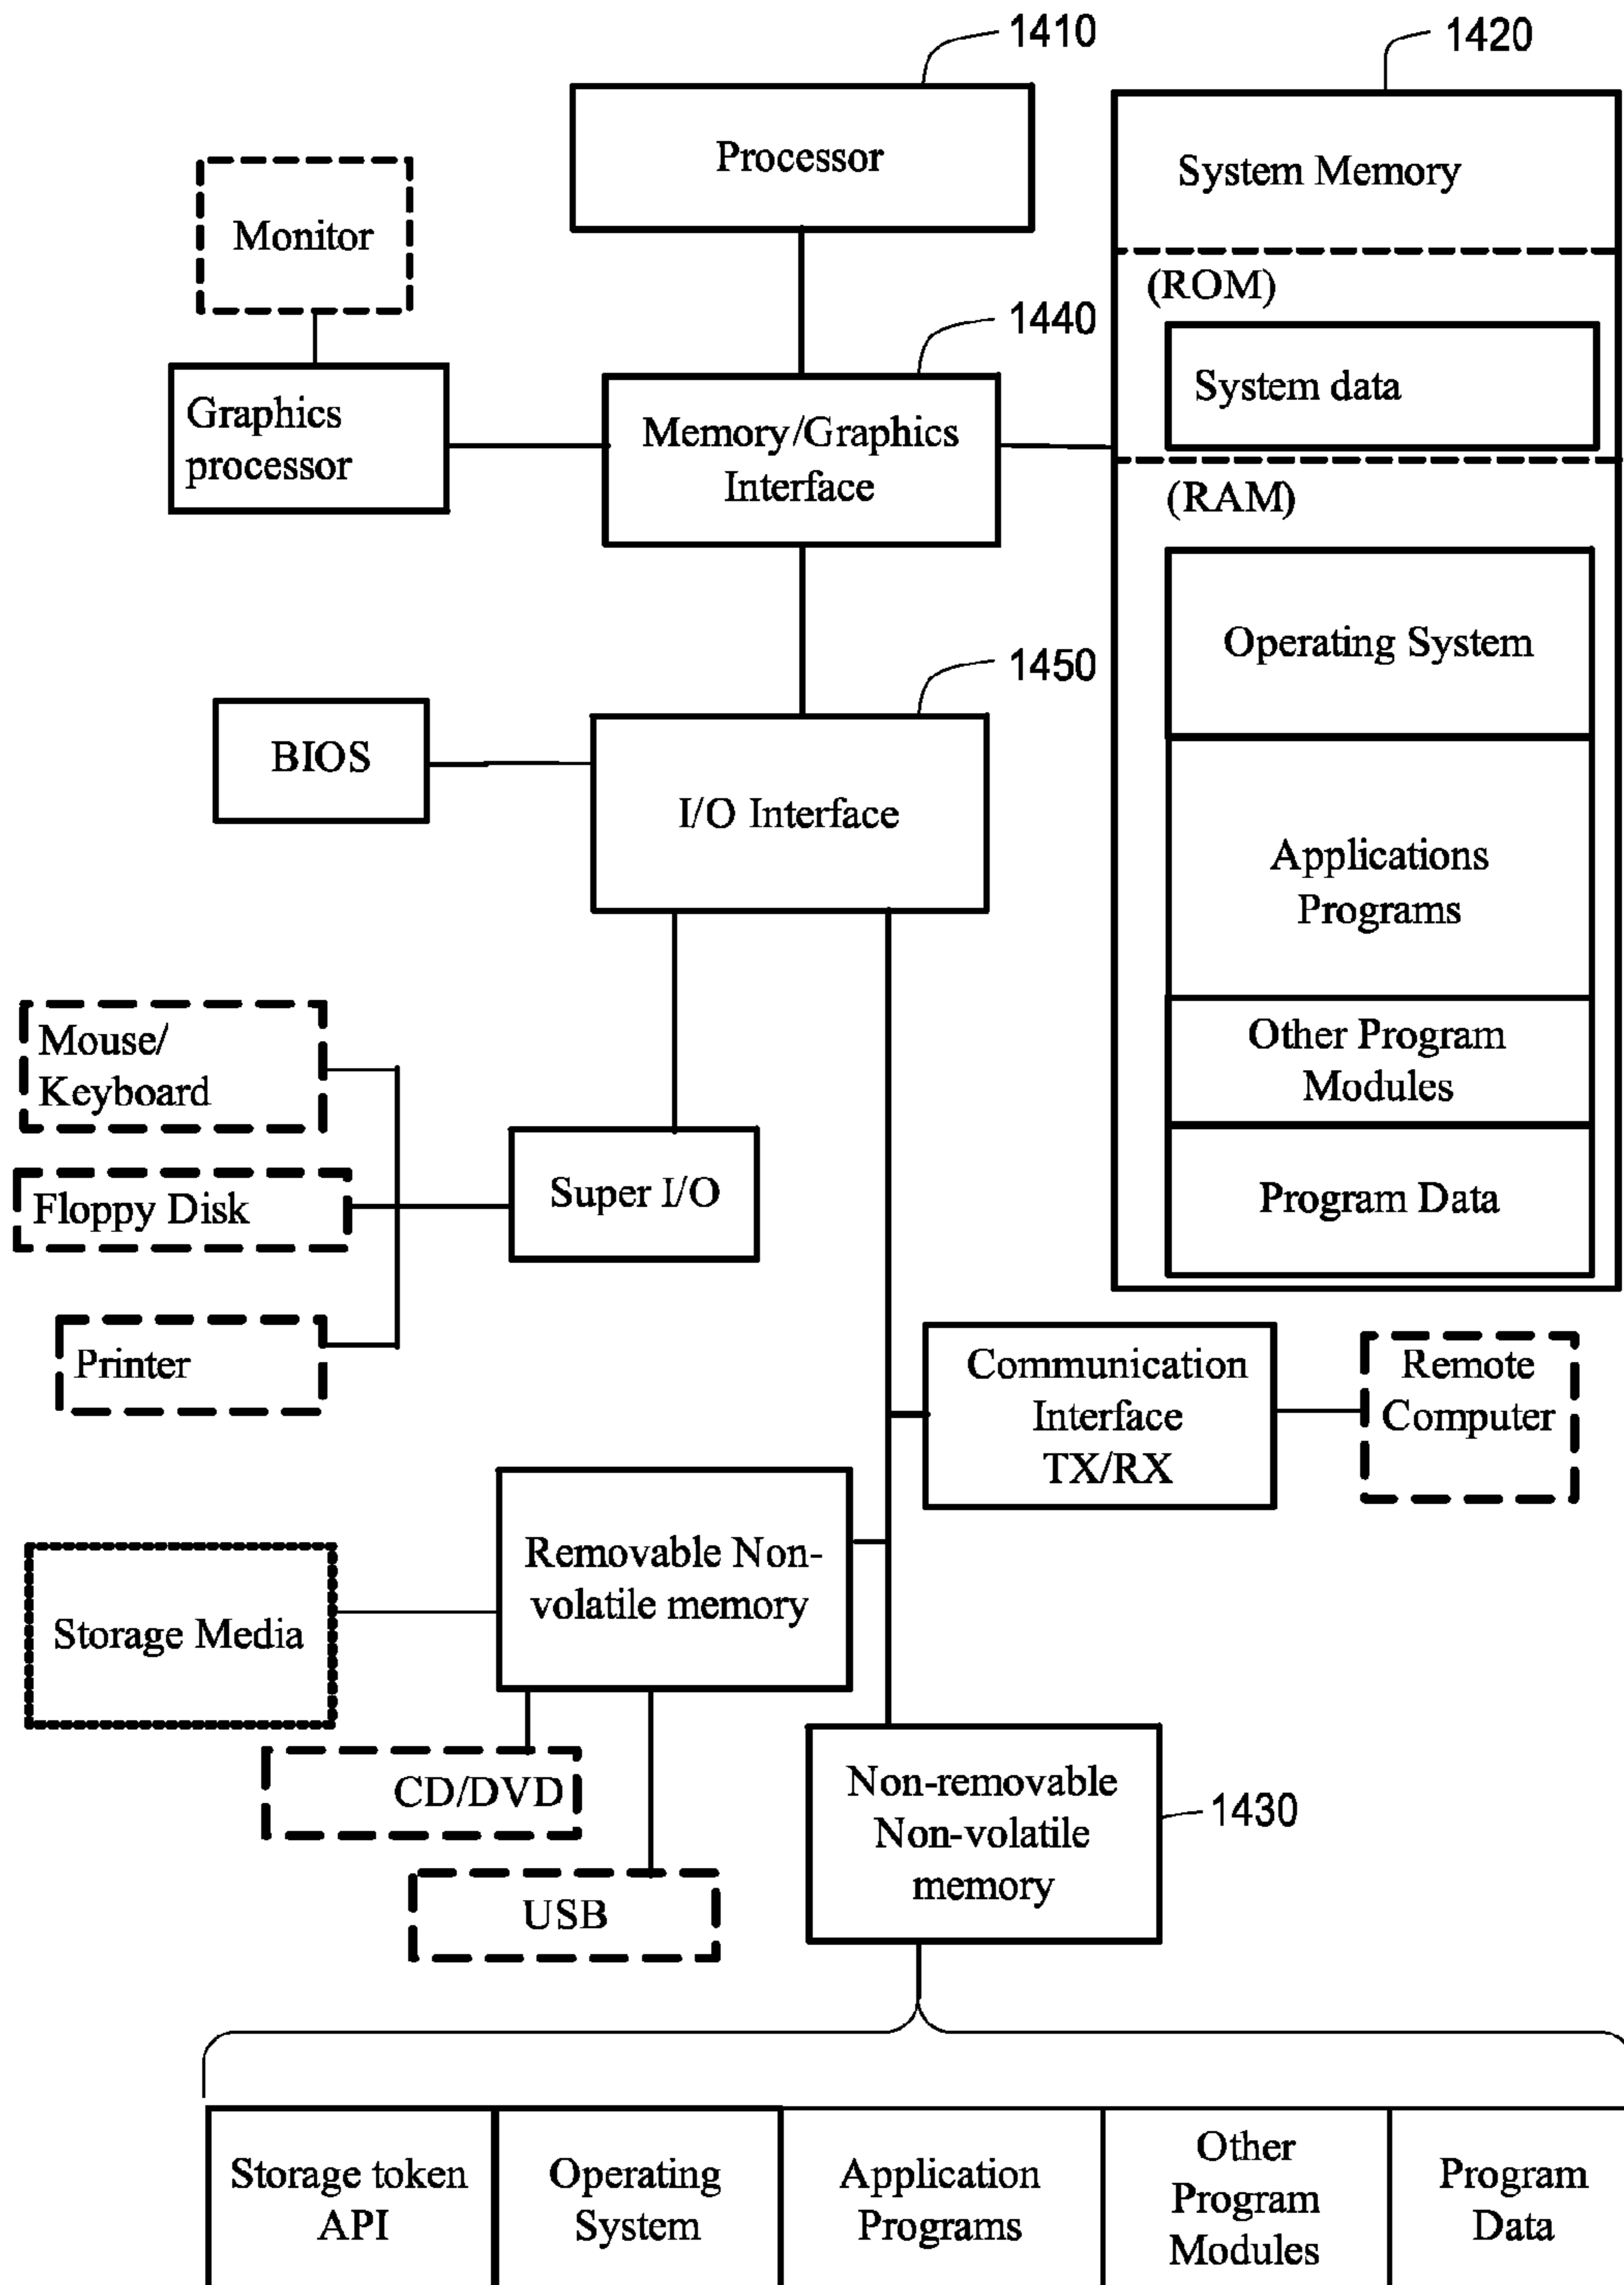 1410
1420
Processor
System Memory
Monitor
(ROM)
1440
System data
Graphics
processor
Memory/Graphics
Interface
(RAM)
Operating System
1450
BIOS
I/O Interface
Applications
Programs
Mouse/
Keyboard
Other Program
Modules
Super I/O
Floppy Disk
Program Data
Printer
Communication
Interface
TX/RX
Remote
Computer
Removable Non-
volatile memory
Storage Media
CD/DVD
Non-removable
Non-volatile
memory
1430
USB
Storage token
API
Operating
System
Application
Programs
Other
Program
Modules
Program
Data